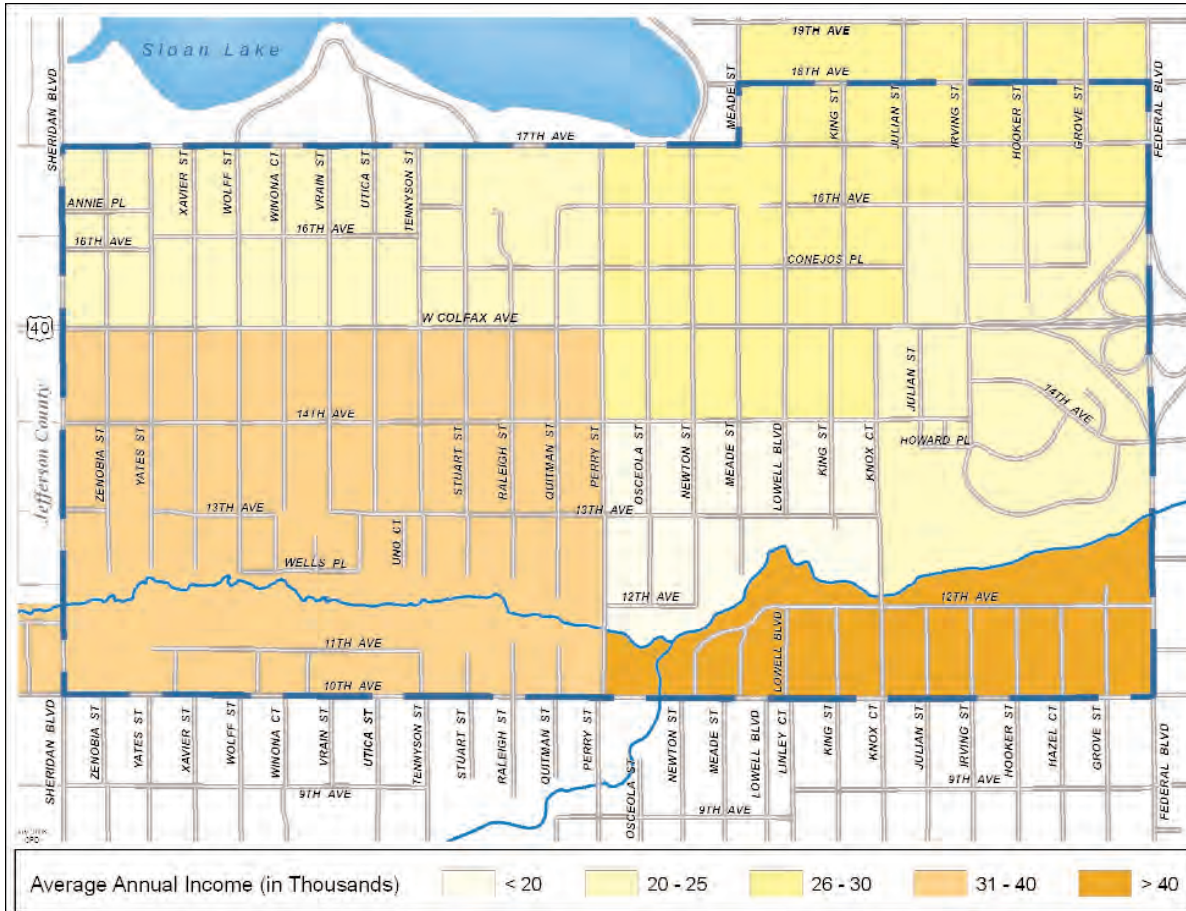 Sloan Lake
19TH AVE
18TH AVE
MEADE ST
KING ST
JULIAN ST
IRVING ST
HOOKER ST
GROVE ST
FEDERAL BLVD
SHERIDAN BLVD
17TH AVE
XAVIER ST
WOLFF ST
WINONA CT
VRAIN ST
UTICA ST
TENNYSON ST
ANNIE PL
16TH AVE
16TH AVE
16TH AVE
CONEJOS PL
W COLFAX AVE
40
Jefferson County
JULIAN ST
14TH AVE
14TH AVE
HOWARD PL
ZENOBIA ST
YATES ST
STUART ST
RALEIGH ST
QUITMAN ST
PERRY ST
OSCEOLA ST
NEWTON ST
MEADE ST
LOWELL BLVD
KING ST
KNOX CT
13TH AVE
13TH AVE
UNO CT
WELLS PL
12TH AVE
12TH AVE
11TH AVE
LOWELL BLVD
10TH AVE
SHERIDAN BLVD
ZENOBIA ST
YATES ST
XAVIER ST
WOLFF ST
WINONA CT
VRAIN ST
UTICA ST
TENNYSON ST
STUART ST
RALEIGH ST
QUITMAN ST
PERRY ST
OSCEOLA ST
NEWTON ST
MEADE ST
LOWELL BLVD
LINLEY CT
KING ST
KNOX CT
JULIAN ST
IRVING ST
HOOKER ST
HAZEL CT
GROVE ST
FEDERAL BLVD
9TH AVE
9TH AVE
9TH AVE
CPD
Average Annual Income (in Thousands)
< 20
20 - 25
26 - 30
31 - 40
> 40